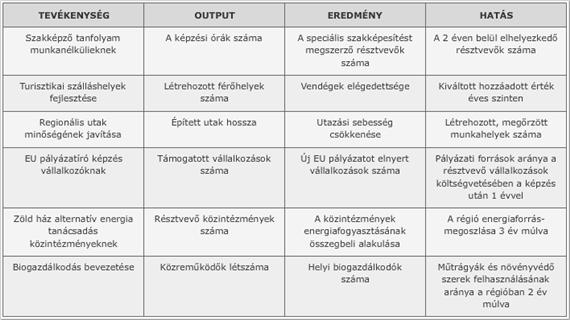 TEVÉKENYSÉG OUTPUT EREDMÉNY HATÁS
Szakképző tanfolyam
munkanélkülieknek
A képzési órák száma
A speciális szakképesítést
megszerző résztvevők
száma
A 2 éven belül elhelyezkedő
résztvevők száma
Turisztikai szálláshelyek
fejlesztése
Létrehozott férőhelyek
száma
Vendégek elégedettsége
Kiváltott hozzáadott érték
éves szinten
Regionális utak
minőségének javítása
Épített utak hossza
Utazási sebesség
csökkenése
Létrehozott, megőrzött
munkahelyek száma
EU pályázatíró képzés
vállalkozóknak
Támogatott vállalkozások
száma
Új EU pályázatot elnyert
vállalkozások száma
Pályázati források aránya a
résztvevő vállalkozások
költségvetésében a képzés
után 1 évvel
Zöld ház alternatív energia
tanácsadás
közintézményeknek
Résztvevő közintézmények
száma
A közintézmények
energiafogyasztásának
összegbeli alakulása
A régió energiaforrás-
megoszlása 3 év múlva
Biogazdálkodás bevezetése
Közreműködők létszáma
Helyi biogazdálkodók
száma
Műtrágyák és növényvédő
szerek felhasználásának
aránya a régióban 2 év
múlva